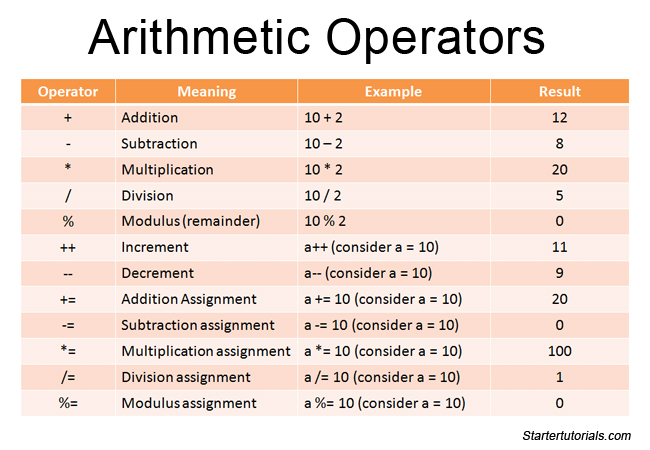 Arithmetic Operators
Operator Meaning Example Result
+ Addition 10 + 2 12
- Subtraction 10 – 2 8
* Multiplication 10 * 2 20
/ Division 10 / 2 5
% Modulus (remainder) 10 % 2 0
++ Increment a++ (consider a = 10) 11
-- Decrement a-- (consider a = 10) 9
+= Addition Assignment a += 10 (consider a = 10) 20
-= Subtraction assignment a -= 10 (consider a = 10) 0
*= Multiplication assignment a *= 10 (consider a = 10) 100
/= Division assignment a /= 10 (consider a = 10) 1
%= Modulus assignment a %= 10 (consider a = 10) 0
Startertutorials.com